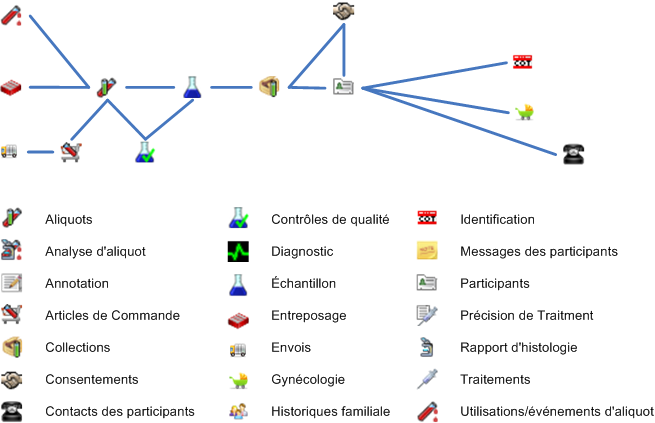 Aliquots
Contrôles de qualité
Identification
Analyse d'aliquot
Diagnostic
Messages des participants
Annotation
Échantillon
Participants
Articles de Commande
Entreposage
Précision de Traitment
Collections
Envois
Rapport d'histologie
Consentements
Gynécologie
Traitements
Contacts des participants
Historiques familiale
Utilisations/événements d'aliquot